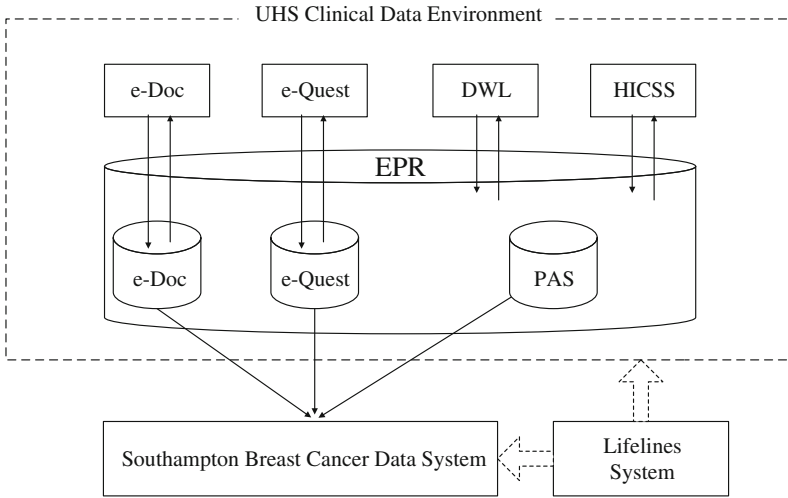 UHS Clinical Data Environment
e-Doc
e-Quest
DWL
HICSS
EPR
e-Doc
e-Quest
PAS
Southampton Breast Cancer Data System
Lifelines
System